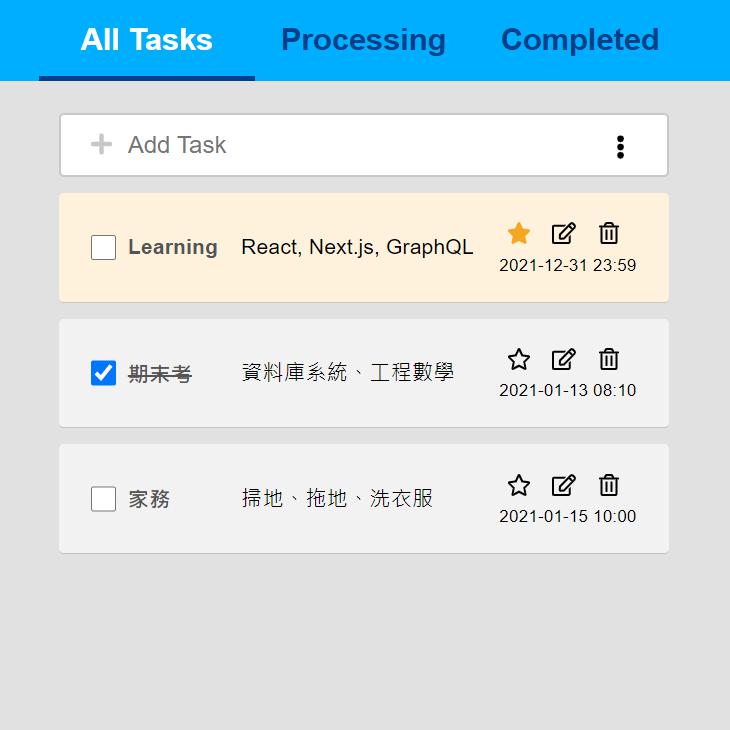 All Tasks Processing Completed
Add Task
Learning React, Next.js, GraphQL
2021-12-31 23:59
期末考 資料庫系統、工程數學
2021-01-13 08:10
家務 掃地、拖地、洗衣服
2021-01-15 10:00